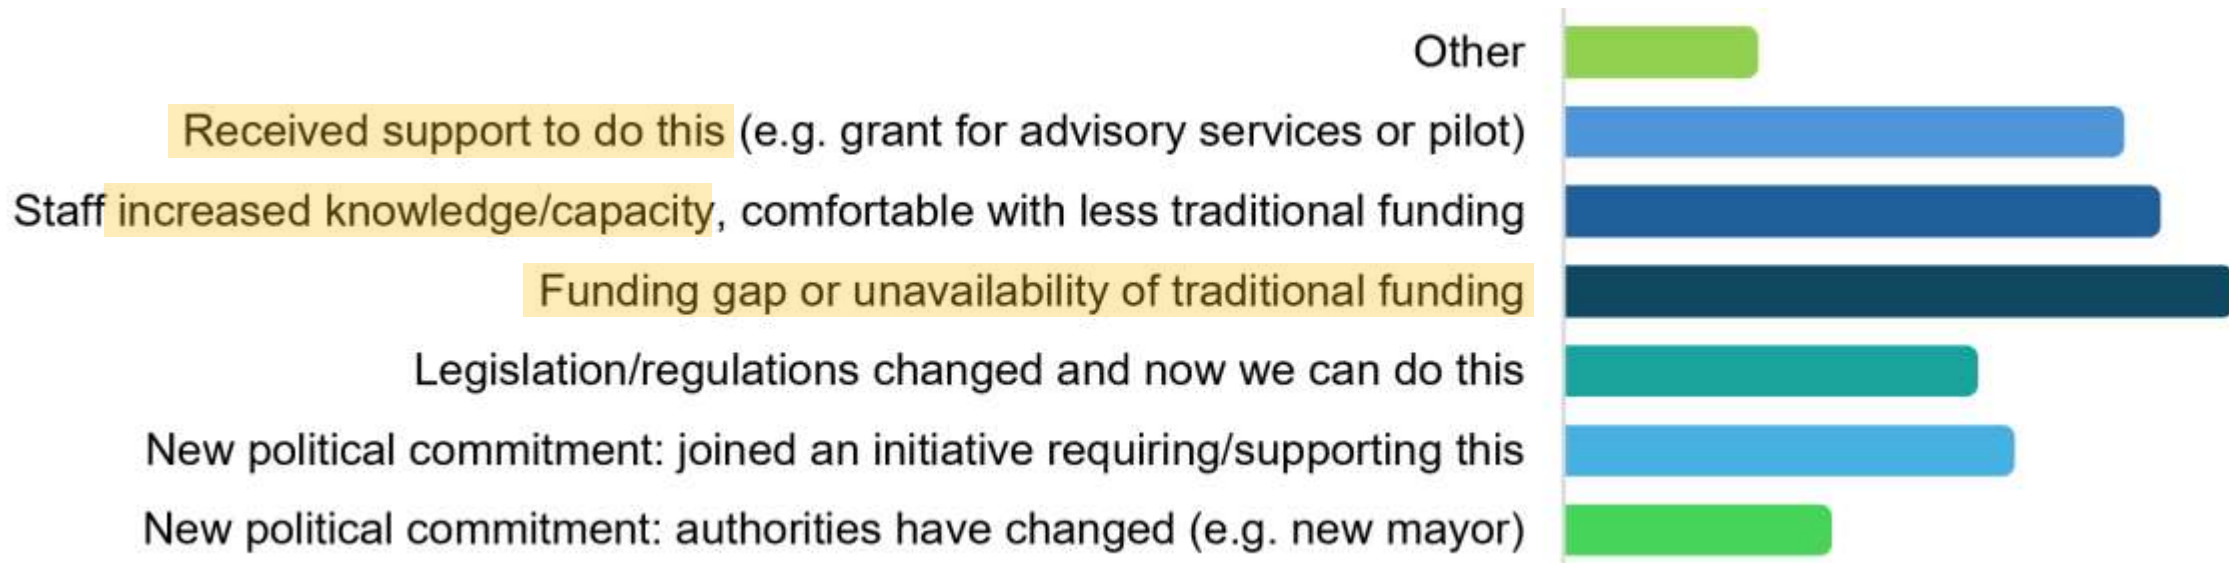 Other
Received support to do this (e.g. grant for advisory services or pilot)
Staff increased knowledge/capacity, comfortable with less traditional funding
Funding gap or unavailability of traditional funding
Legislation/regulations changed and now we can do this
New political commitment: joined an initiative requiring/supporting this
New political commitment: authorities have changed (e.g. new mayor)